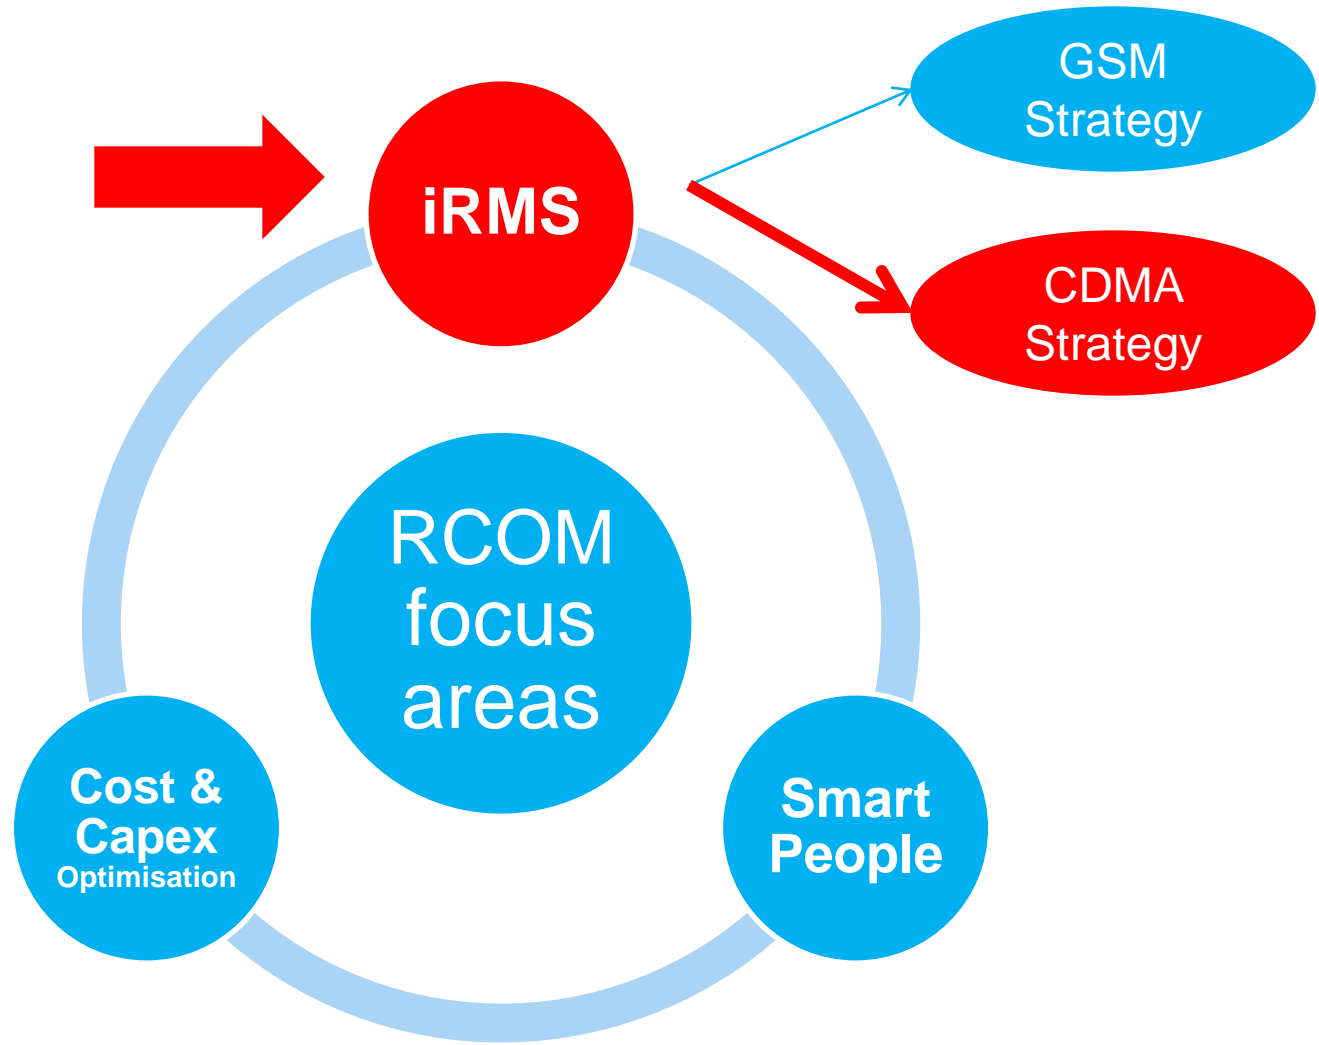 GSM
Strategy
iRMS
CDMA
Strategy
RCOM
focus
areas
Cost &
Capex
Optimisation
Smart
People